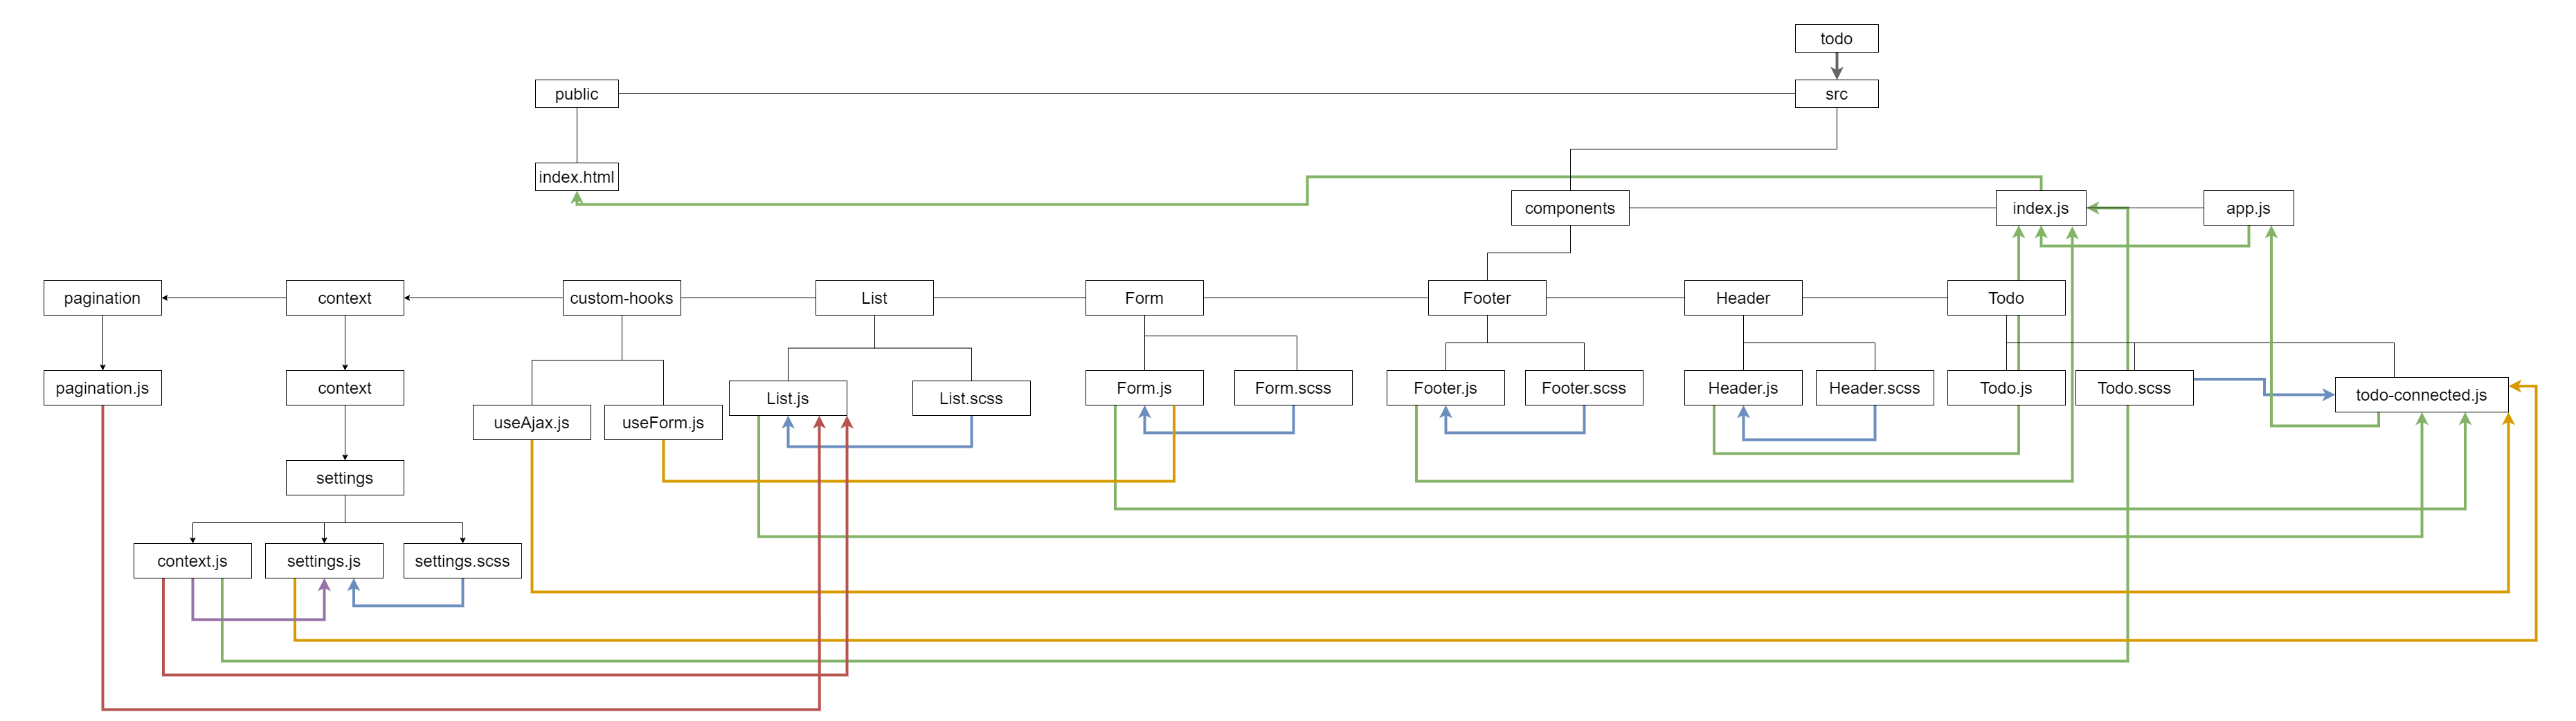 todo
public
src
index.html
components
index.js
app.js
pagination
context
custom-hooks
List
Form
Footer
Header
Todo
pagination.js
context
useAjax.js
useForm.js
List.js
List.scss
Form.js
Form.scss
Footer.js
Footer.scss
Header.js
Header.scss
Todo.js
Todo.scss
todo-connected.js
settings
context.js
settings.js
settings.scss